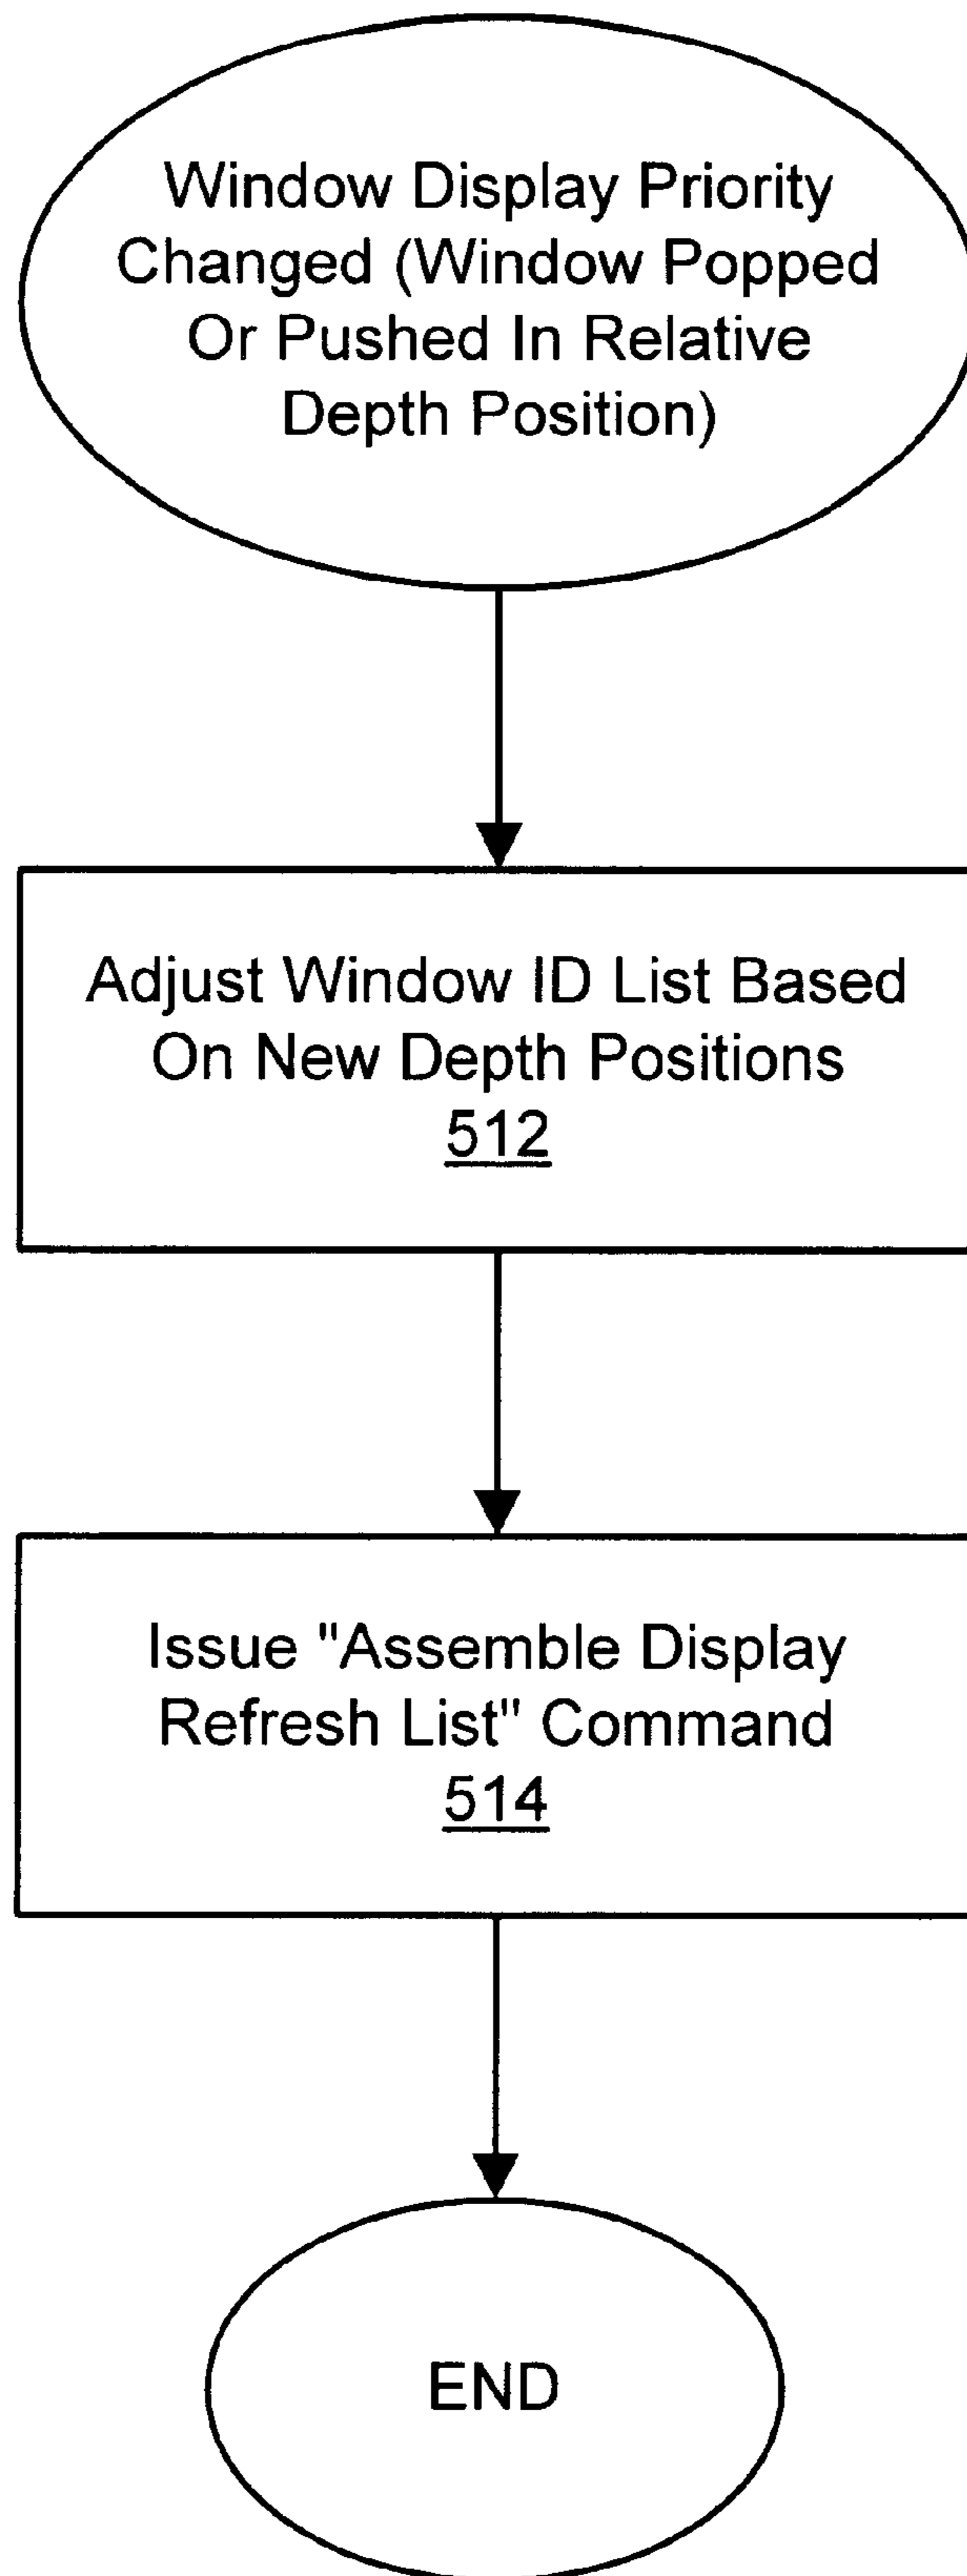 Window Display Priority
Changed (Window Popped
Or Pushed In Relative
Depth Position)
Adjust Window ID List Based
On New Depth Positions
512
Issue "Assemble Display
Refresh List" Command
514
END